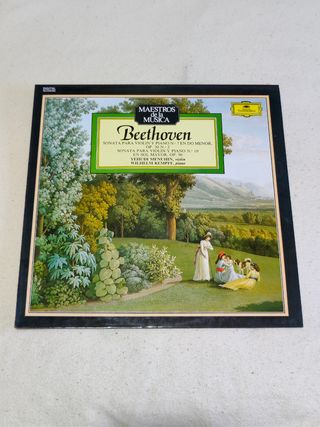 MAESTROS
de la
MUSICA
Beethoven
SONATA PARA VIOLIN Y PIANO N.º 7 EN DO MENOR,
OP. 30 N.º 2
SONATA PARA VIOLIN Y PIANO N.º 10
EN SOL MAYOR, OP. 96
YEHUDI MENUHIN, violín
WILHELM KEMPFF, piano